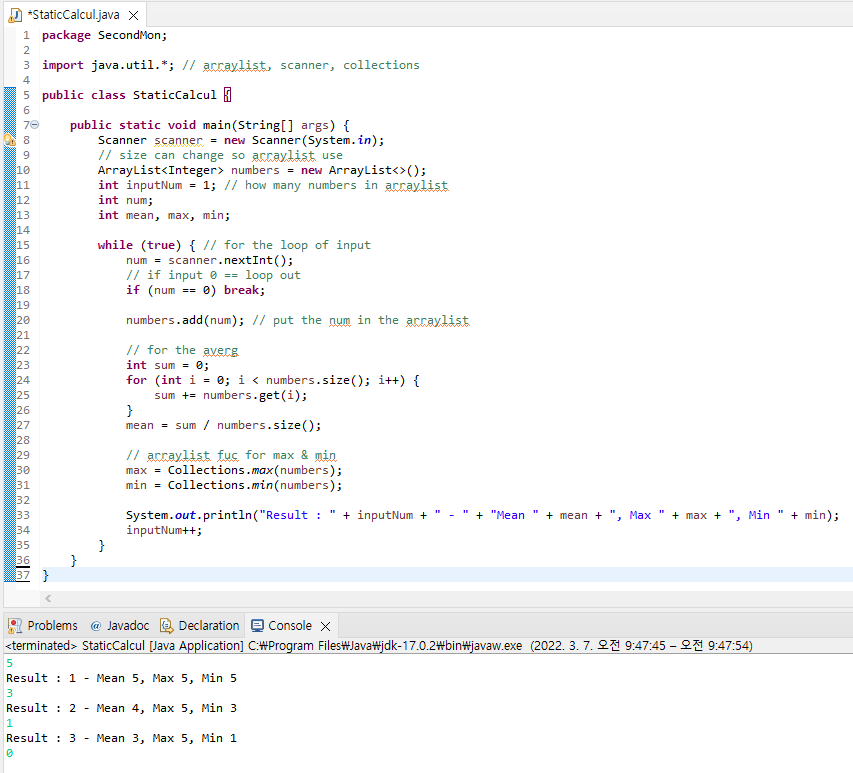 *StaticCalcul.java
1 package SecondMon;
2
3 import java.util.*; // arraylist, scanner, collections
4
5 public class StaticCalcul {
6
7 public static void main(String[] args) {
8 Scanner scanner = new Scanner(System.in);
9 // size can change so arraylist use
10 ArrayList<Integer> numbers = new ArrayList<>();
11 int inputNum = 1; // how many numbers in arraylist
12 int num;
13 int mean, max, min;
14
15 while (true) { // for the loop of input
16 num = scanner.nextInt();
17 // if input 0 == loop out
18 if (num == 0) break;
19
20 numbers.add(num); // put the num in the arraylist
21
22 // for the averg
23 int sum = 0;
24 for (int i = 0; i < numbers.size(); i++) {
25 sum += numbers.get(i);
26 }
27 mean = sum / numbers.size();
28
29 // arraylist fuc for max & min
30 max = Collections.max(numbers);
31 min = Collections.min(numbers);
32
33 System.out.println("Result : " + inputNum + " - " + "Mean " + mean + ", Max " + max + ", Min " + min);
34 inputNum++;
35 }
36 }
37 }
Problems @ Javadoc Declaration Console
<terminated> StaticCalcul [Java Application] C:₩Program Files₩Java₩jdk-17.0.2₩bin₩javaw.exe (2022. 3. 7. 오전 9:47:45 – 오전 9:47:54)
5
Result : 1 - Mean 5, Max 5, Min 5
3
Result : 2 - Mean 4, Max 5, Min 3
1
Result : 3 - Mean 3, Max 5, Min 1
0